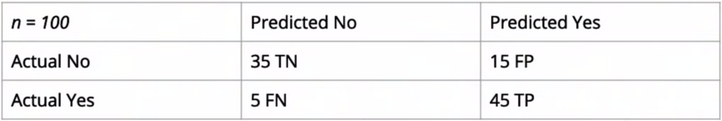 n = 100 Predicted No Predicted Yes
Actual No 35 TN 15 FP
Actual Yes 5 FN 45 TP